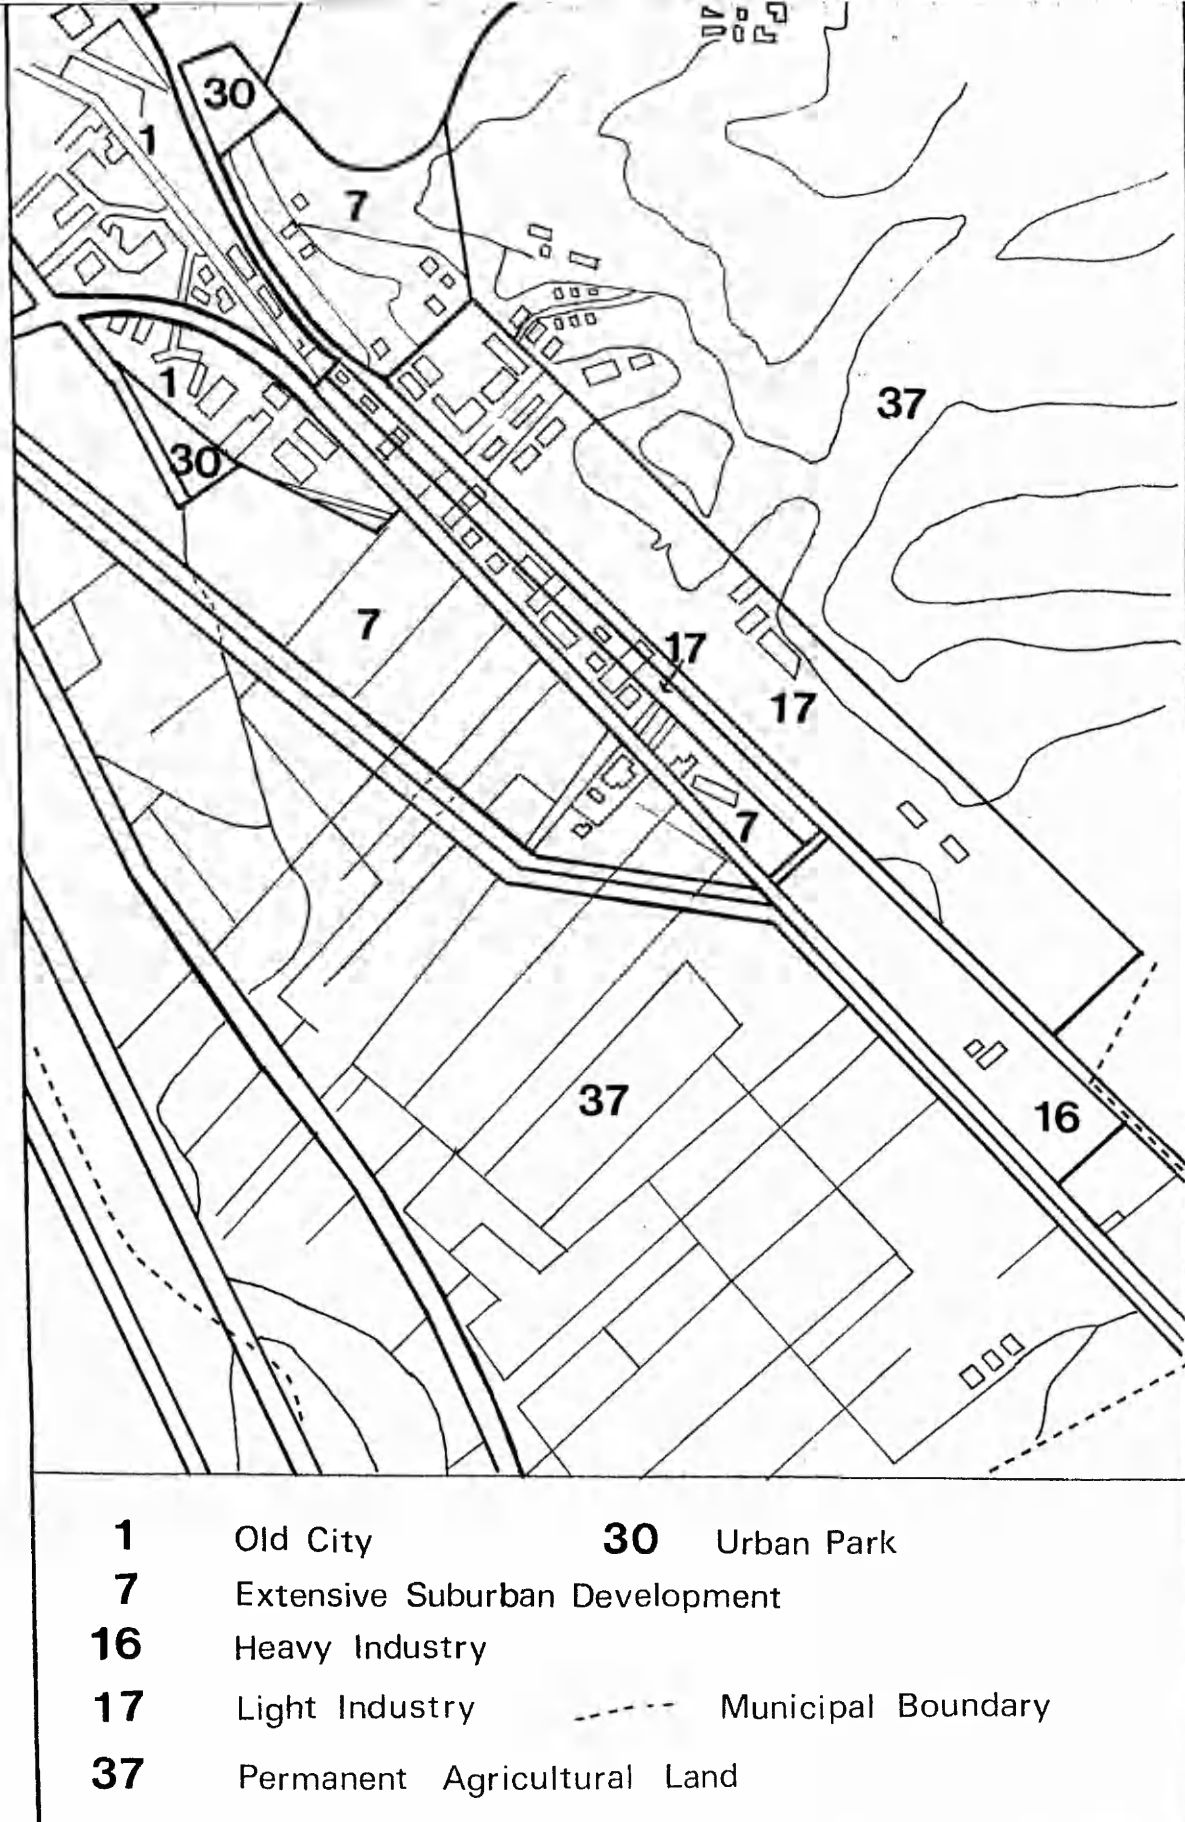 30
1
7
37
1
30
7
17
17
7
37
16
1 Old City 30 Urban Park
7 Extensive Suburban Development
16 Heavy Industry
17 Light Industry Municipal Boundary
37 Permanent Agricultural Land